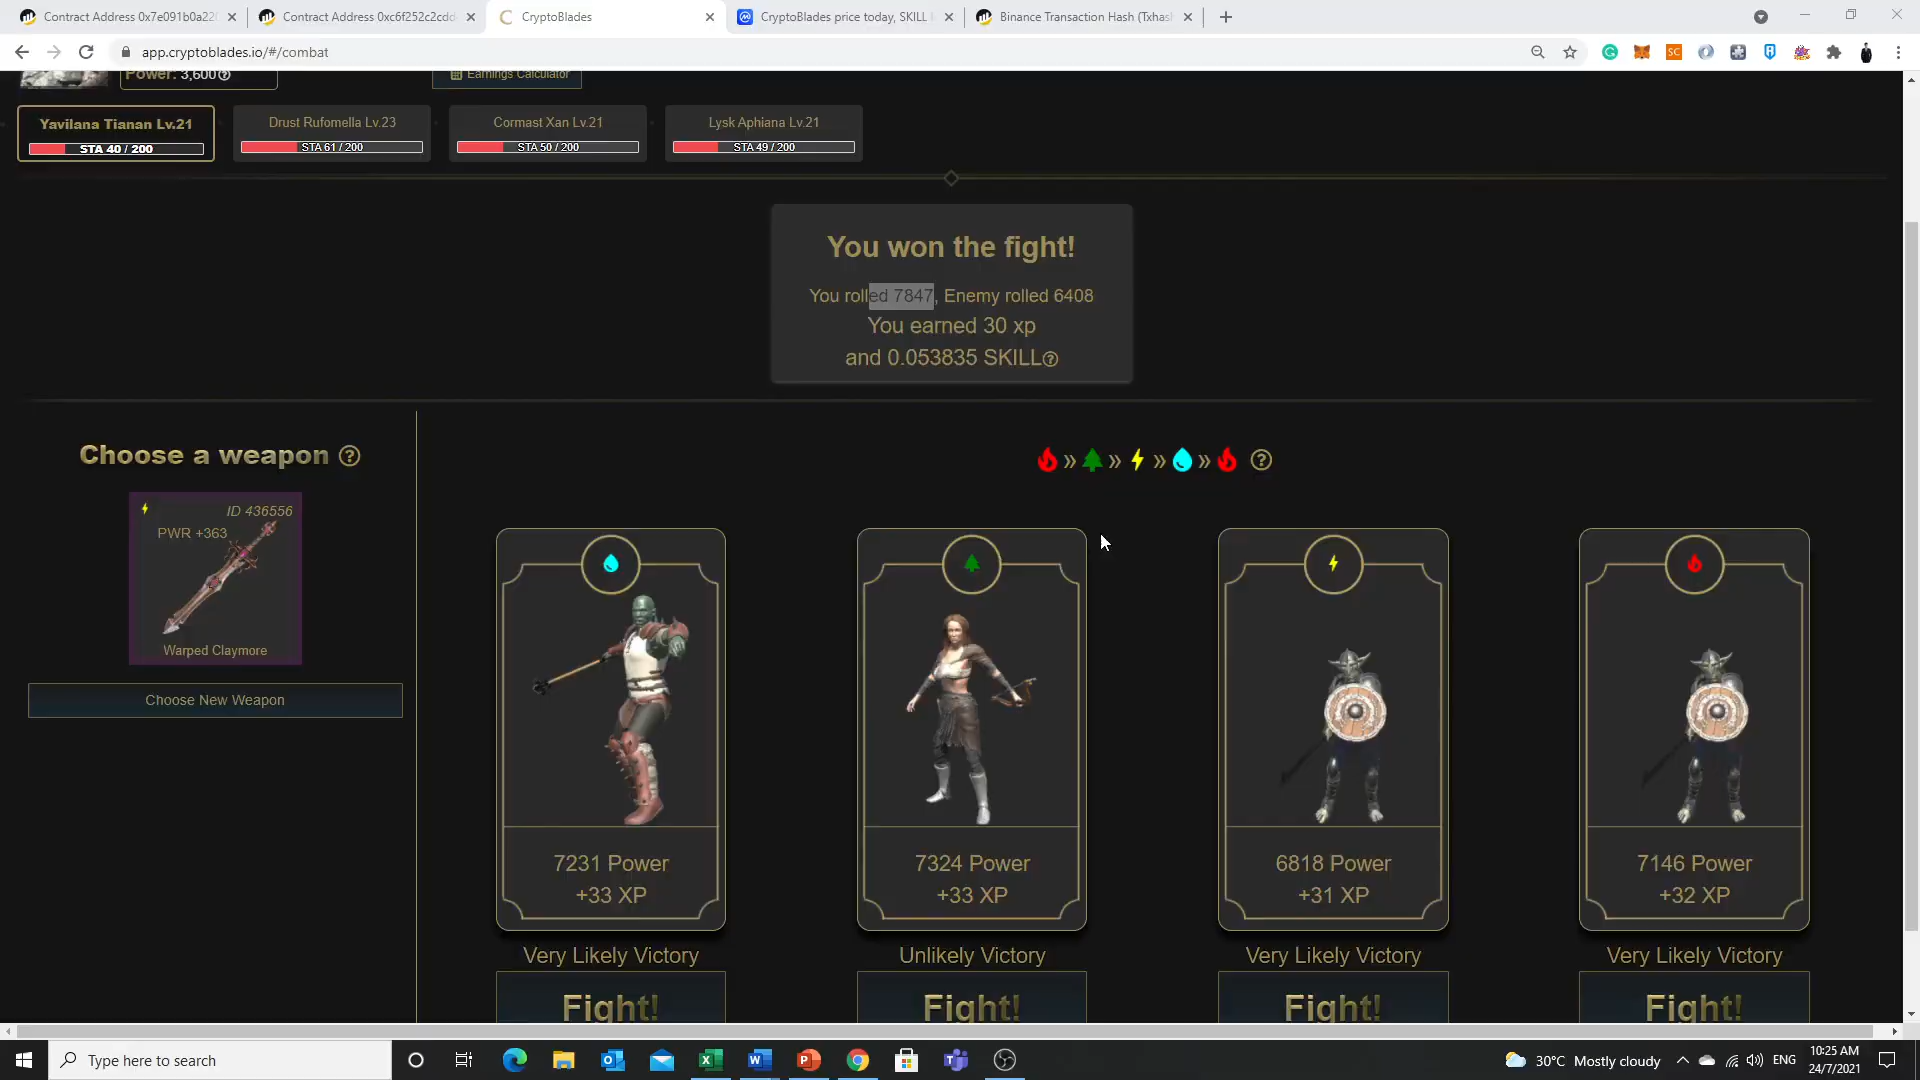 Contract Address 0x7e091b0a220
Contract Address 0xc6f252c2cdd
CryptoBlades
CryptoBlades price today, SKILL
Binance Transaction Hash (Txhas
app.cryptoblades.io/#/combat
Power: 3,600
Earnings Calculator
Yavilana Tianan Lv.21
STA 40 / 200
Drust Rufomella Lv.23
STA 61 / 200
Cormast Xan Lv.21
STA 50 / 200
Lysk Aphiana Lv.21
STA 49 / 200
You won the fight!
You rolled 7847, Enemy rolled 6408
You earned 30 xp
and 0.053835 SKILL
Choose a weapon
ID 436556
PWR +363
Warped Claymore
Choose New Weapon
7231 Power
+33 XP
Very Likely Victory
Fight!
7324 Power
+33 XP
Unlikely Victory
Fight!
6818 Power
+31 XP
Very Likely Victory
Fight!
7146 Power
+32 XP
Very Likely Victory
Fight!
Type here to search
30°C Mostly cloudy
ENG
10:25 AM
24/7/2021